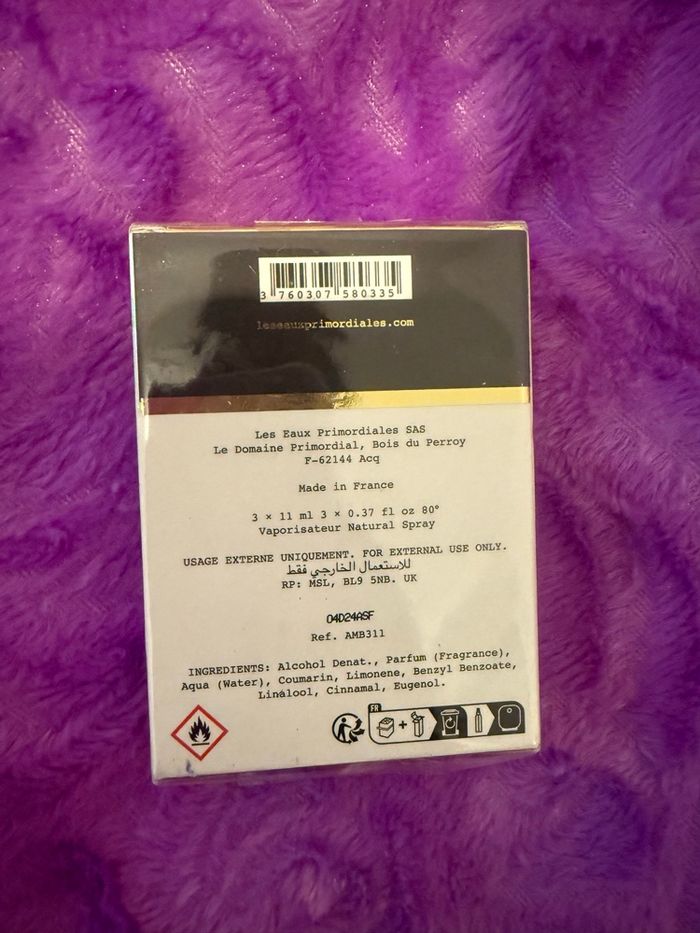 3 760307 580335
leseauxprimordiales.com
Les Eaux Primordiales SAS
Le Domaine Primordial, Bois du Perroy
F-62144 Acq
Made in France
3 × 11 ml 3 × 0.37 fl oz 80°
Vaporisateur Natural Spray
USAGE EXTERNE UNIQUEMENT. FOR EXTERNAL USE ONLY.
للاستعمال الخارجي فقط
RP: MSL, BL9 5NB. UK
04D24ASF
Ref. AMB311
INGREDIENTS: Alcohol Denat., Parfum (Fragrance),
Aqua (Water), Coumarin, Limonene, Benzyl Benzoate,
Linalool, Cinnamal, Eugenol.
FR